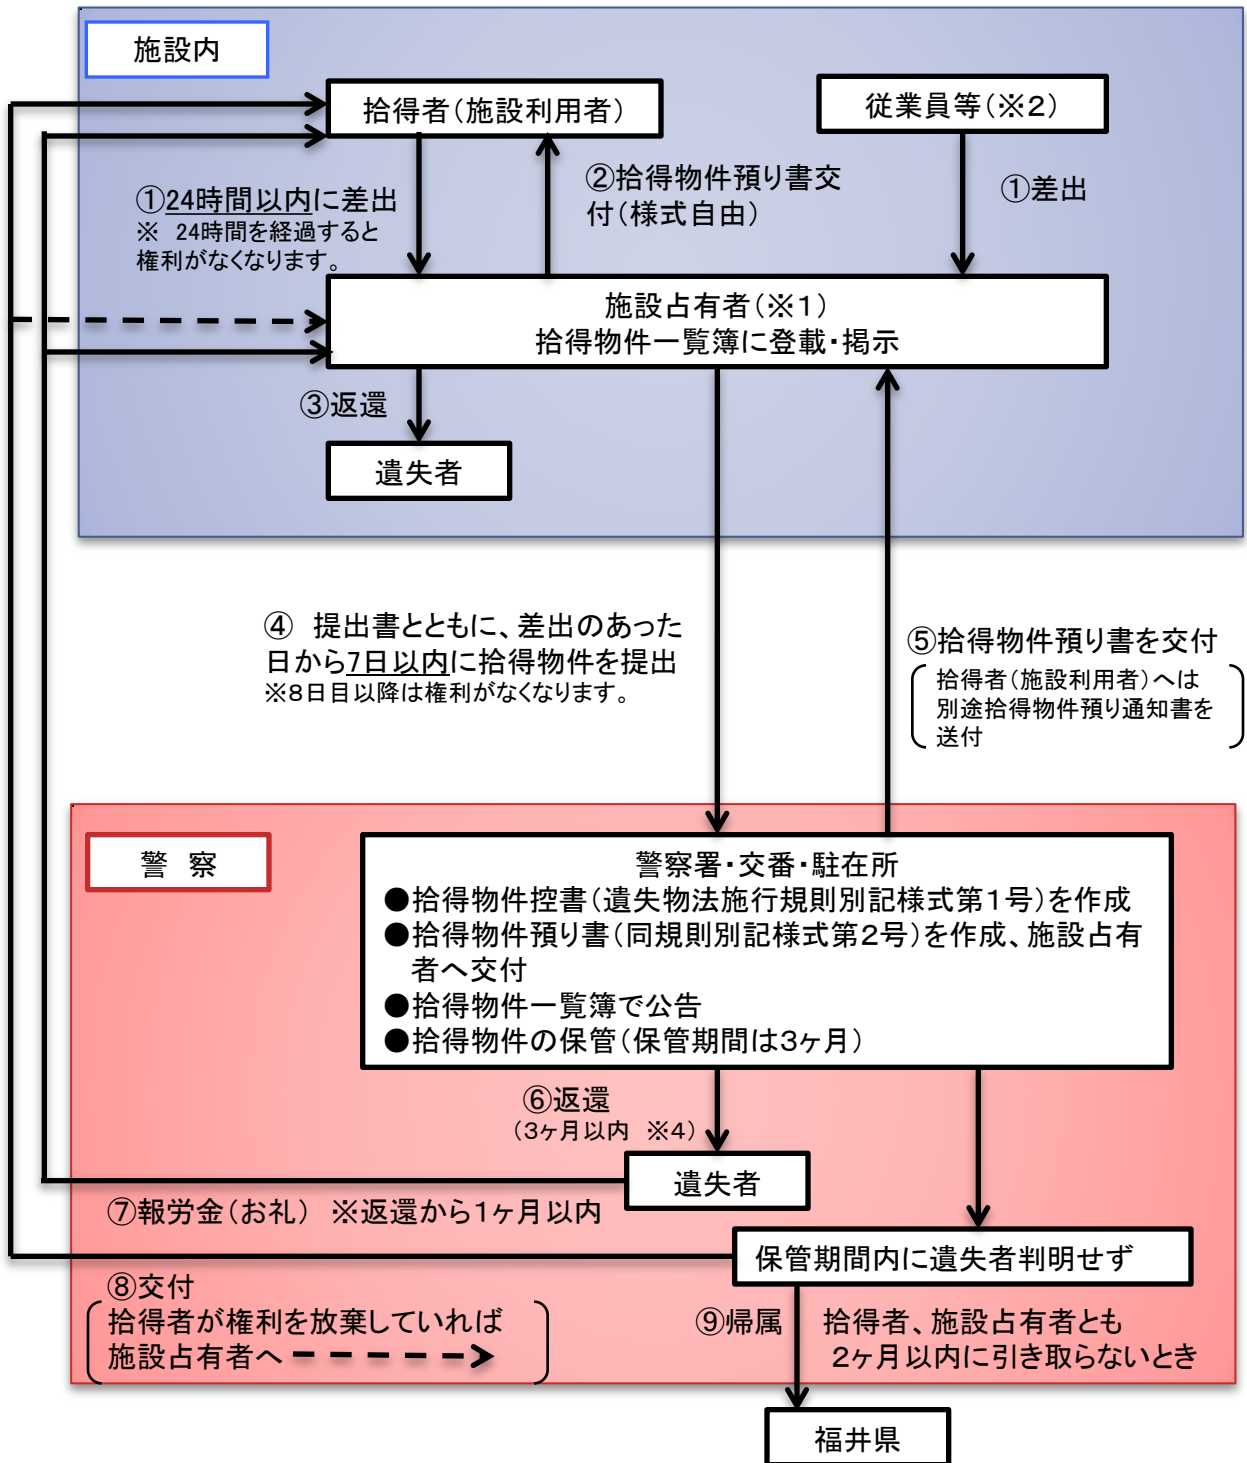 施設内
拾得者(施設利用者)
従業員等(※2)
①24時間以内に差出
※ 24時間を経過すると
権利がなくなります。
②拾得物件預り書交
付(様式自由)
①差出
施設占有者(※1)
拾得物件一覧簿に登載・掲示
③返還
遺失者
④ 提出書とともに、差出のあった
日から7日以内に拾得物件を提出
※8日目以降は権利がなくなります。
⑤拾得物件預り書を交付
拾得者(施設利用者)へは
別途拾得物件預り通知書を
送付
警 察
警察署・交番・駐在所
●拾得物件控書(遺失物法施行規則別記様式第1号)を作成
●拾得物件預り書(同規則別記様式第2号)を作成、施設占有
者へ交付
●拾得物件一覧簿で公告
●拾得物件の保管(保管期間は3ヶ月)
⑥返還
(3ヶ月以内 ※4)
遺失者
⑦報労金(お礼) ※返還から1ヶ月以内
保管期間内に遺失者判明せず
⑧交付
拾得者が権利を放棄していれば
施設占有者へ
⑨帰属
拾得者、施設占有者とも
2ヶ月以内に引き取らないとき
福井県